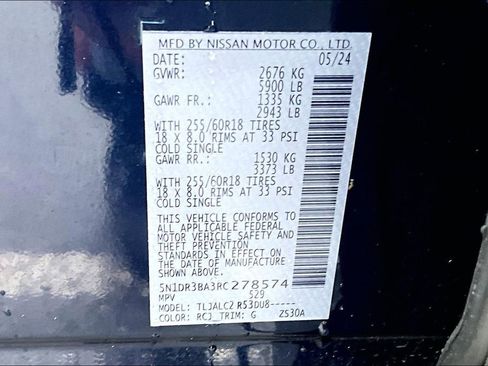 MFD BY NISSAN MOTOR CO., LTD.
DATE: 05/24
GVWR: 2676 KG
5900 LB
GAWR FR.: 1335 KG
2943 LB
WITH 255/60R18 TIRES
18 X 8.0 RIMS AT 33 PSI
COLD SINGLE
GAWR RR.: 1530 KG
3373 LB
WITH 255/60R18 TIRES
18 X 8.0 RIMS AT 33 PSI
COLD SINGLE
THIS VEHICLE CONFORMS TO
ALL APPLICABLE FEDERAL
MOTOR VEHICLE SAFETY AND
THEFT PREVENTION
STANDARDS IN EFFECT ON
THE DATE OF MANUFACTURE
SHOWN ABOVE.
5N1DR3BA3RC278574
MPV 529
MODEL: TLJALC2 R53DU8-----
COLOR: RCJ TRIM: G ZS30A